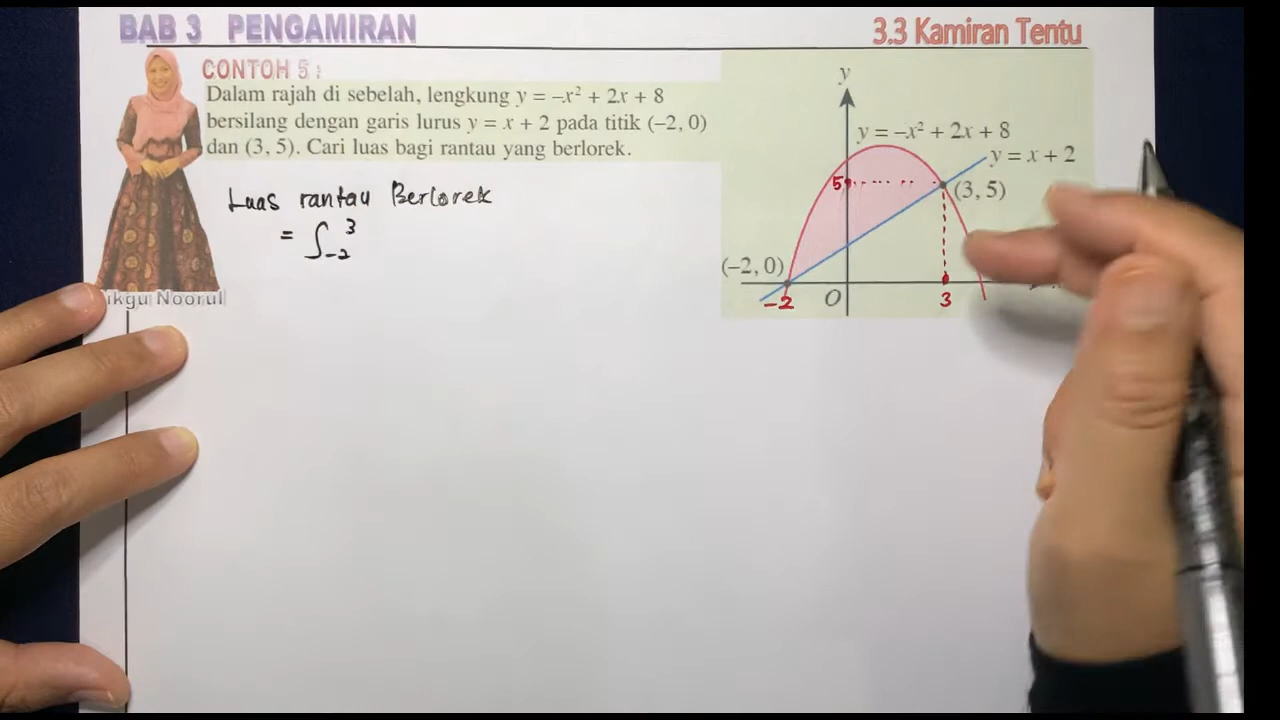 BAB 3 PENGAMIRAN
3.3 Kamiran Tentu
CONTOH 5 :
Dalam rajah di sebelah, lengkung y = –x² + 2x + 8
bersilang dengan garis lurus y = x + 2 pada titik (–2, 0)
dan (3, 5). Cari luas bagi rantau yang berlorek.
Luas rantau Berlorek
= ∫₋₂³
y
y = –x² + 2x + 8
y = x + 2
5
(3, 5)
(–2, 0)
–2
O
3
ikgu Noorul